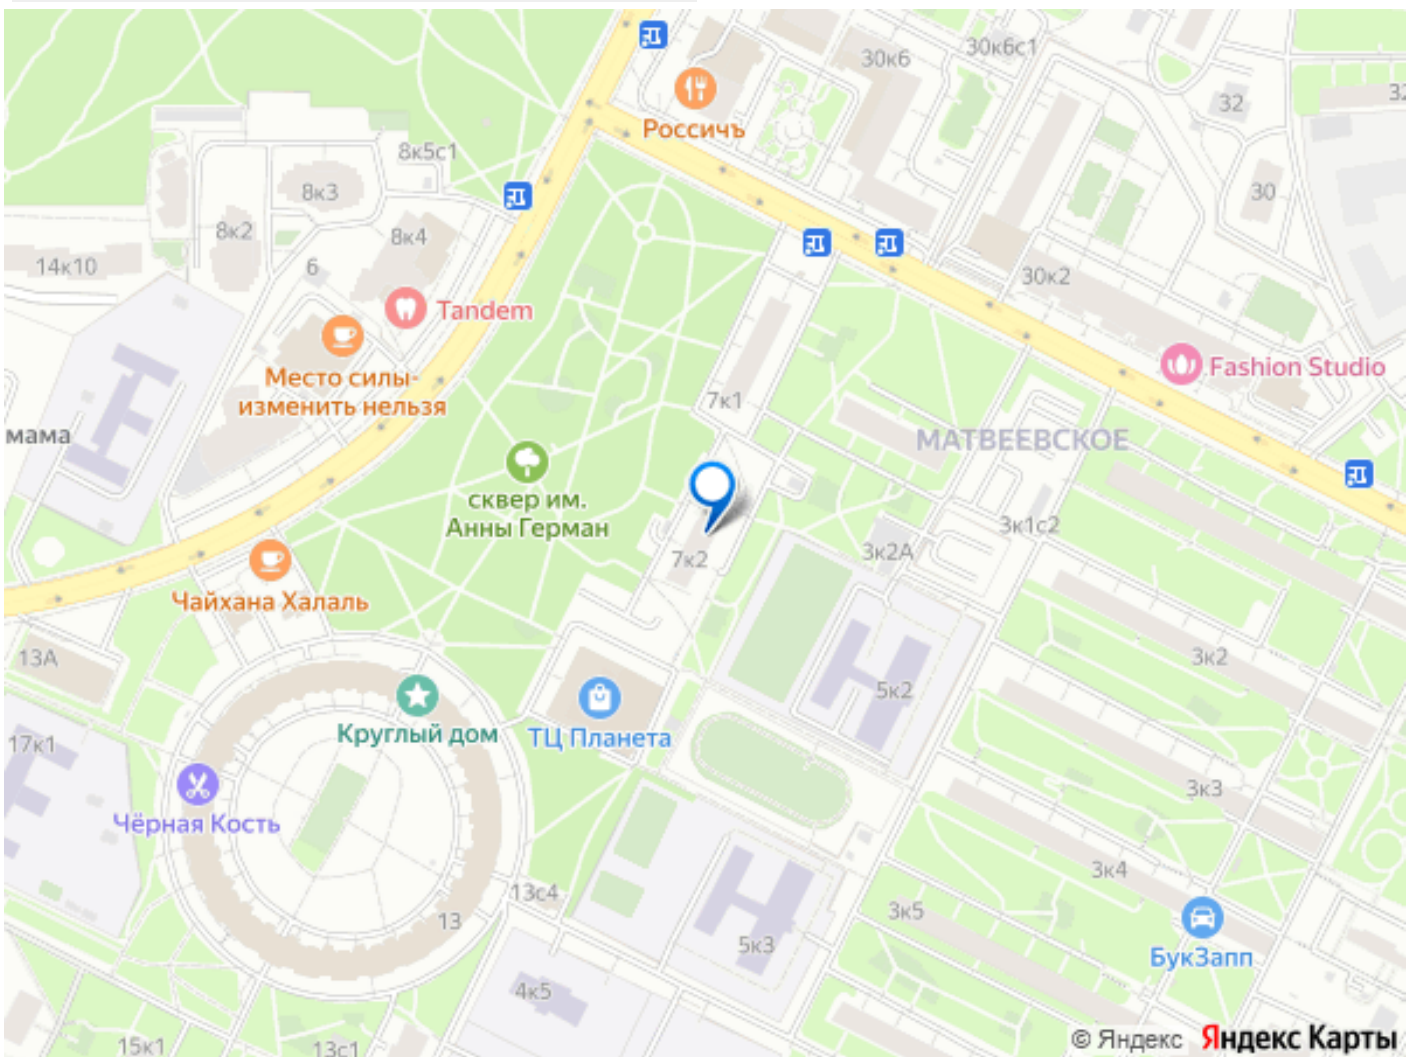 30к6
30к6с1
32
Россичъ
8к5с1
8к3
30
8к2
8к4
14к10
6
30к2
Tandem
Fashion Studio
Место силы-
изменить нельзя
7к1
мама
МАТВЕЕВСКОЕ
сквер им.
Анны Герман
3к1с2
7к2
3к2А
Чайхана Халаль
13А
3к2
5к2
Круглый дом
ТЦ Планета
17к1
3к3
Чёрная Кость
3к4
13с4
13
3к5
5к3
БукЗапп
4к5
15к1
13с1
© Яндекс Яндекс Карты